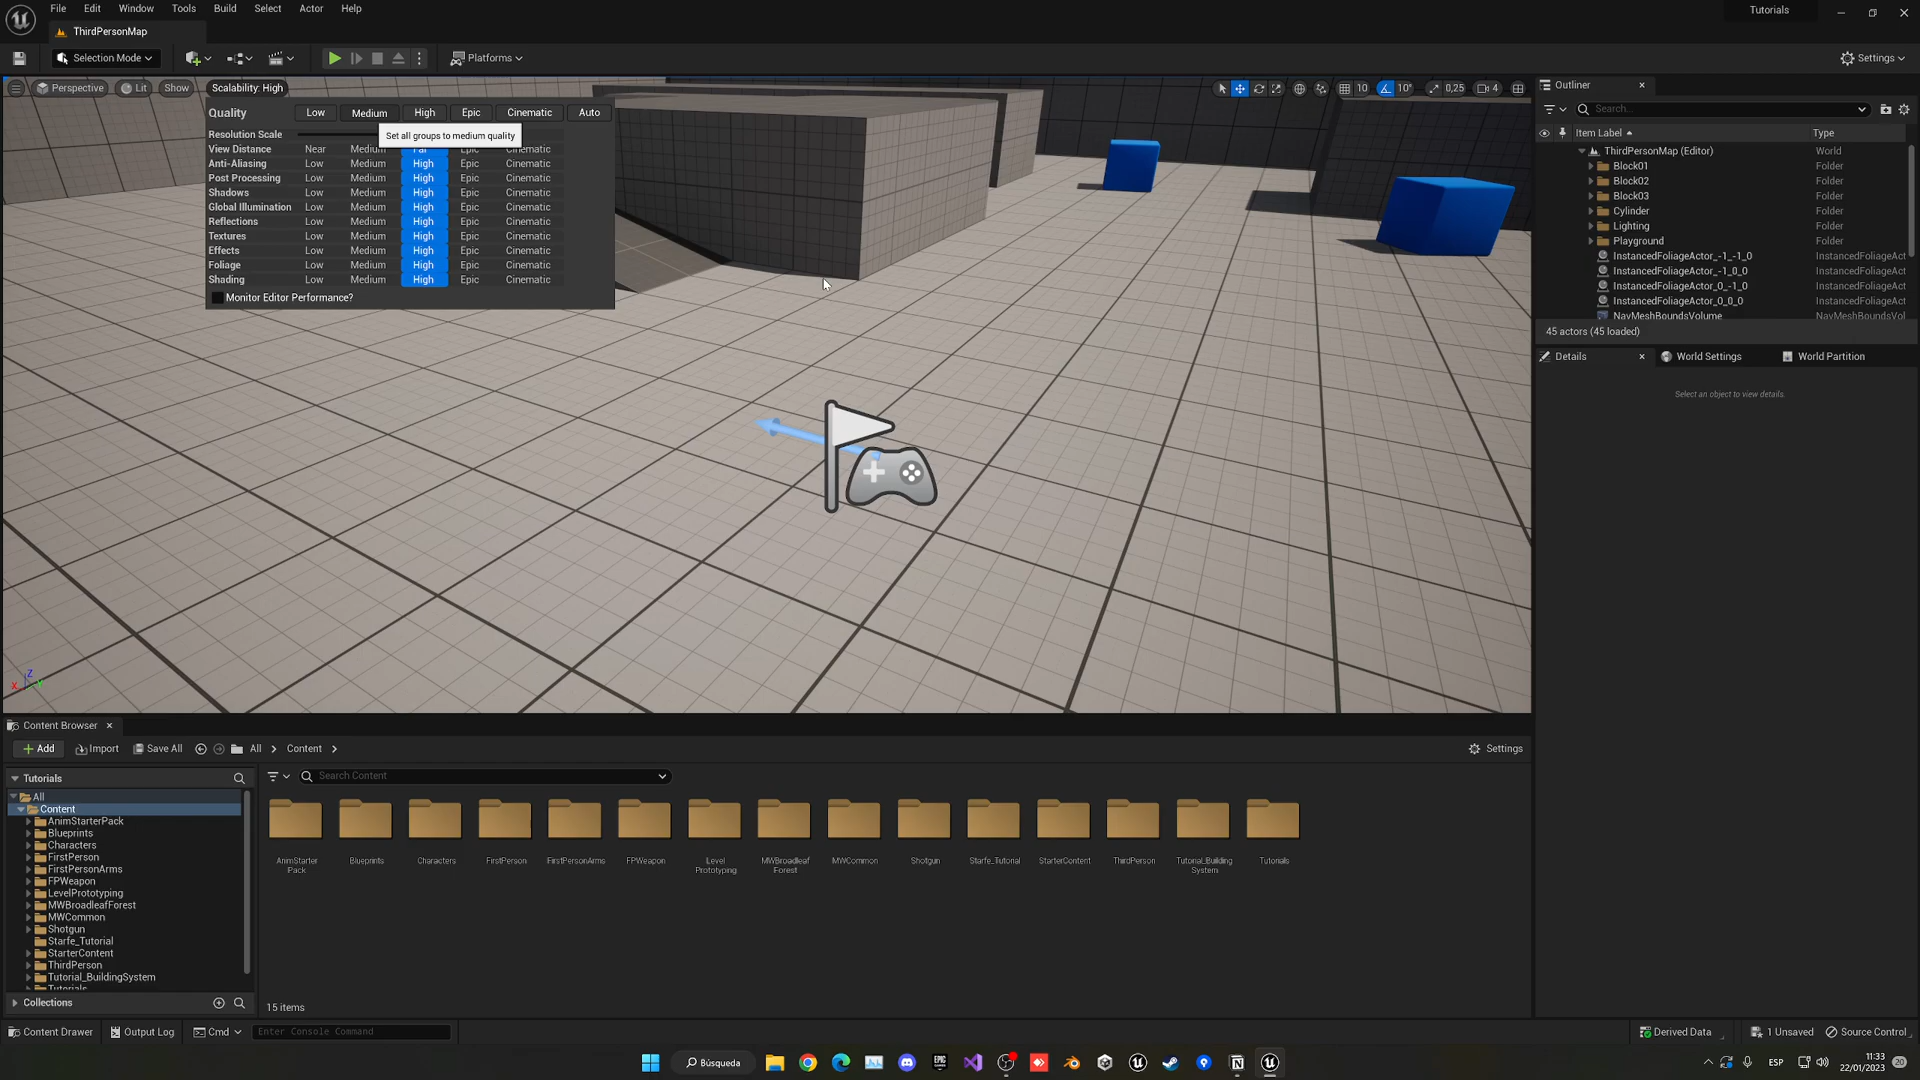 File Edit Window Tools Build Select Actor Help
Tutorials
ThirdPersonMap
Selection Mode
Platforms
Settings
Perspective Lit Show Scalability: High
10 10° 0,25 4
Quality Low Medium High Epic Cinematic Auto
Set all groups to medium quality
Resolution Scale
View Distance Near Medium Far Epic Cinematic
Anti-Aliasing Low Medium High Epic Cinematic
Post Processing Low Medium High Epic Cinematic
Shadows Low Medium High Epic Cinematic
Global Illumination Low Medium High Epic Cinematic
Reflections Low Medium High Epic Cinematic
Textures Low Medium High Epic Cinematic
Effects Low Medium High Epic Cinematic
Foliage Low Medium High Epic Cinematic
Shading Low Medium High Epic Cinematic
Monitor Editor Performance?
Z
X Y
Outliner
Search...
Item Label Type
ThirdPersonMap (Editor) World
Block01 Folder
Block02 Folder
Block03 Folder
Cylinder Folder
Lighting Folder
Playground Folder
InstancedFoliageActor_-1_-1_0 InstancedFoliageAct
InstancedFoliageActor_-1_0_0 InstancedFoliageAct
InstancedFoliageActor_0_-1_0 InstancedFoliageAct
InstancedFoliageActor_0_0_0 InstancedFoliageAct
NavMeshBoundsVolume NavMeshBoundsVol
45 actors (45 loaded)
Details World Settings World Partition
Select an object to view details.
Content Browser
Add Import Save All All Content
Settings
Tutorials
Search Content
All
Content
AnimStarterPack
Blueprints
Characters
FirstPerson
FirstPersonArms
FPWeapon
LevelPrototyping
MWBroadleafForest
MWCommon
Shotgun
Starfe_Tutorial
StarterContent
ThirdPerson
Tutorial_BuildingSystem
Tutorials
Collections
AnimStarter Blueprints Characters FirstPerson FirstPersonArms FPWeapon Level MWBroadleaf MWCommon Shotgun Starfe_Tutorial StarterContent ThirdPerson Tutorial_Building Tutorials
Pack Prototyping Forest System
15 items
Content Drawer Output Log Cmd Enter Console Command
Derived Data 1 Unsaved Source Control
Búsqueda
EPIC
ESP
11:33
22/01/2023
20